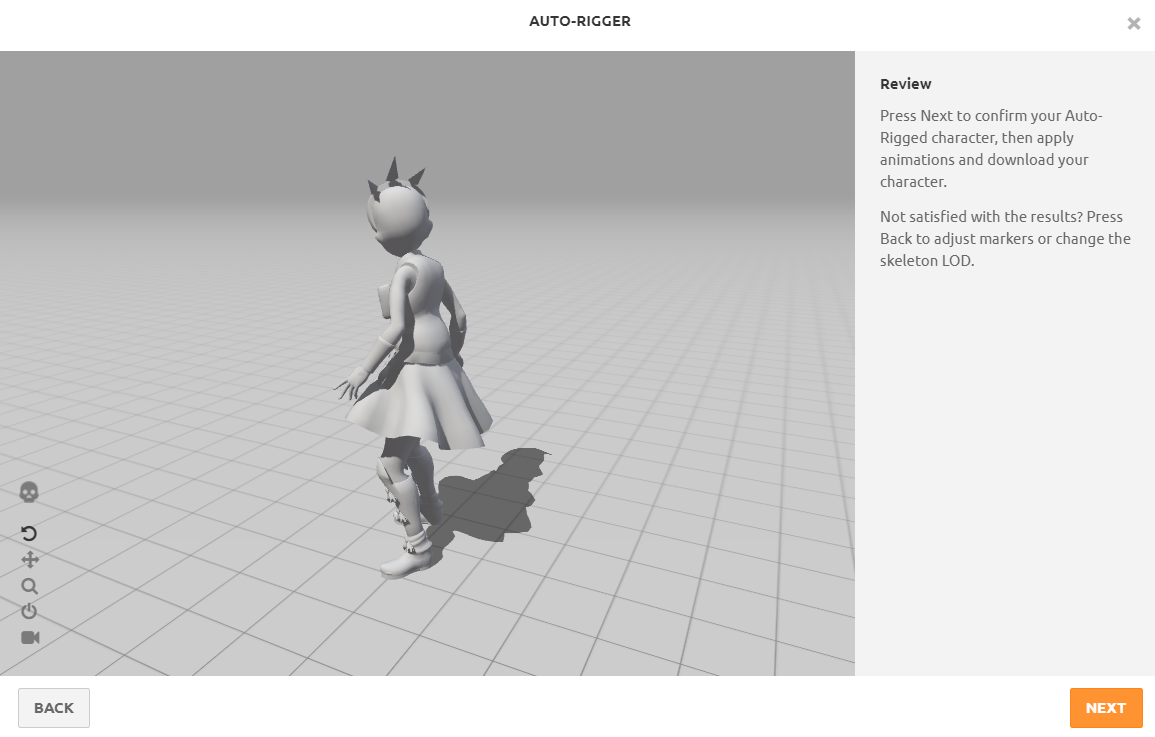 AUTO-RIGGER
Review
Press Next to confirm your Auto-
Rigged character, then apply
animations and download your
character.
Not satisfied with the results? Press
Back to adjust markers or change the
skeleton LOD.
BACK
NEXT